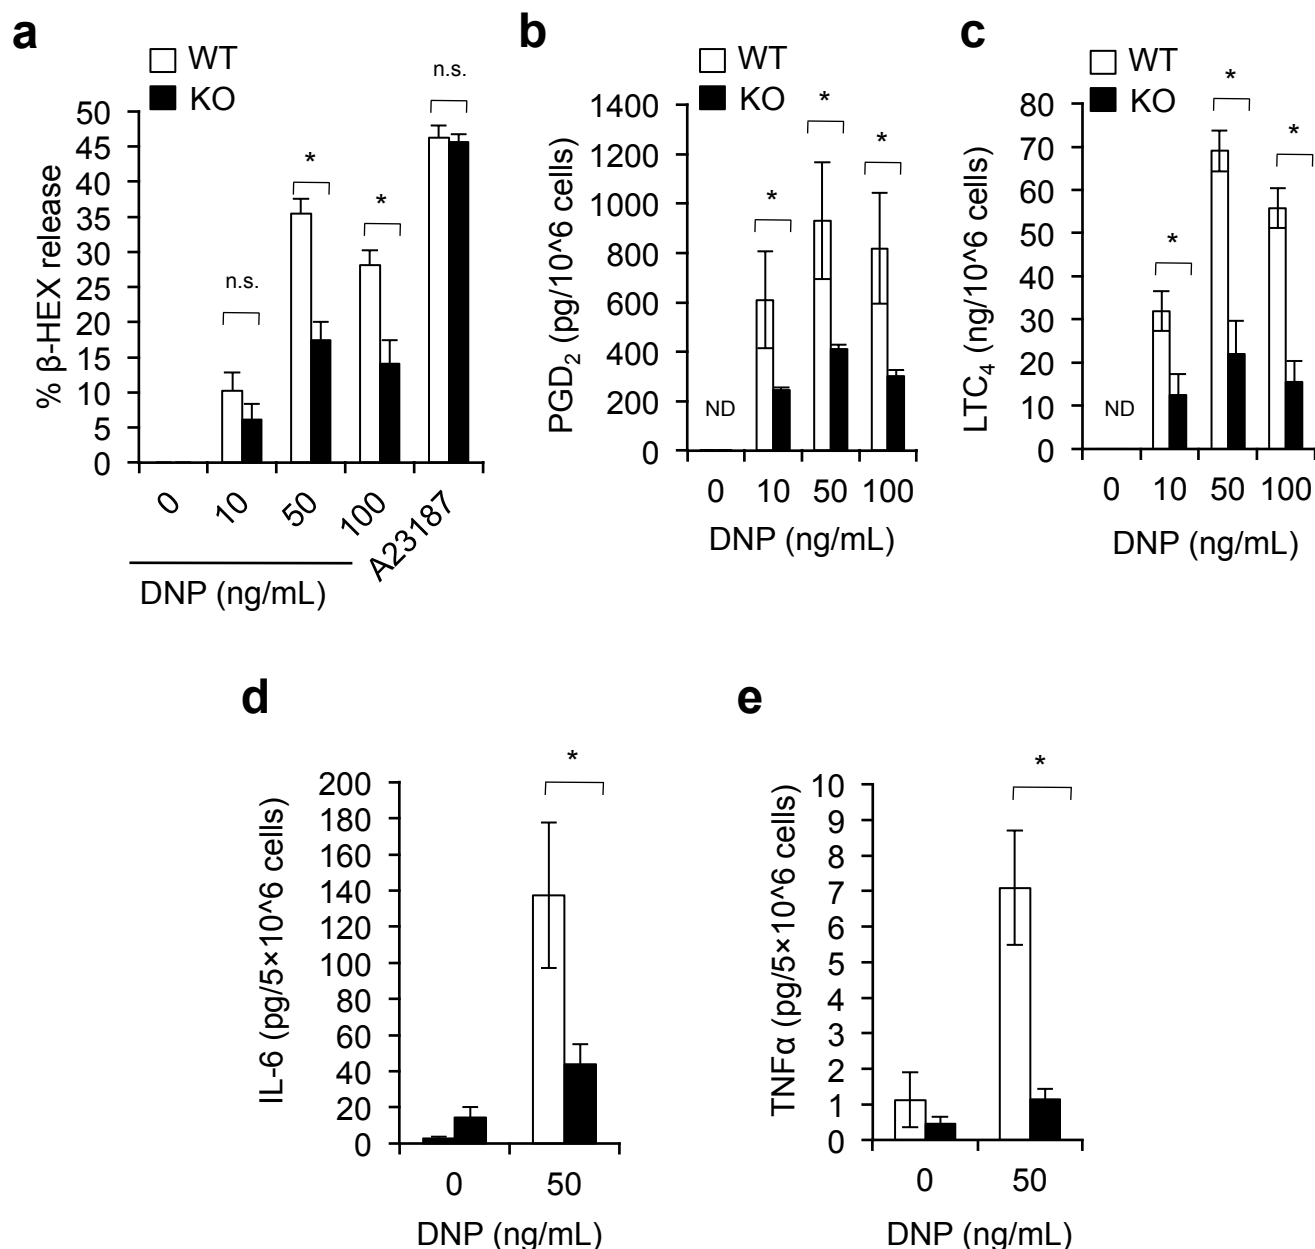 a
WT
KO
n.s.
50
45
40
35
30
25
20
15
10
5
0
% β-HEX release
n.s.
*
*
0
10
50
100
A23187
DNP (ng/mL)
b
WT
KO
1400
1200
1000
800
600
400
200
0
PGD₂ (pg/10^6 cells)
ND
*
*
*
0 10 50 100
DNP (ng/mL)
c
WT
KO
80
70
60
50
40
30
20
10
0
LTC₄ (ng/10^6 cells)
ND
*
*
*
0 10 50 100
DNP (ng/mL)
d
200
180
160
140
120
100
80
60
40
20
0
IL-6 (pg/5×10^6 cells)
*
0 50
DNP (ng/mL)
e
10
9
8
7
6
5
4
3
2
1
0
TNFα (pg/5×10^6 cells)
*
0 50
DNP (ng/mL)